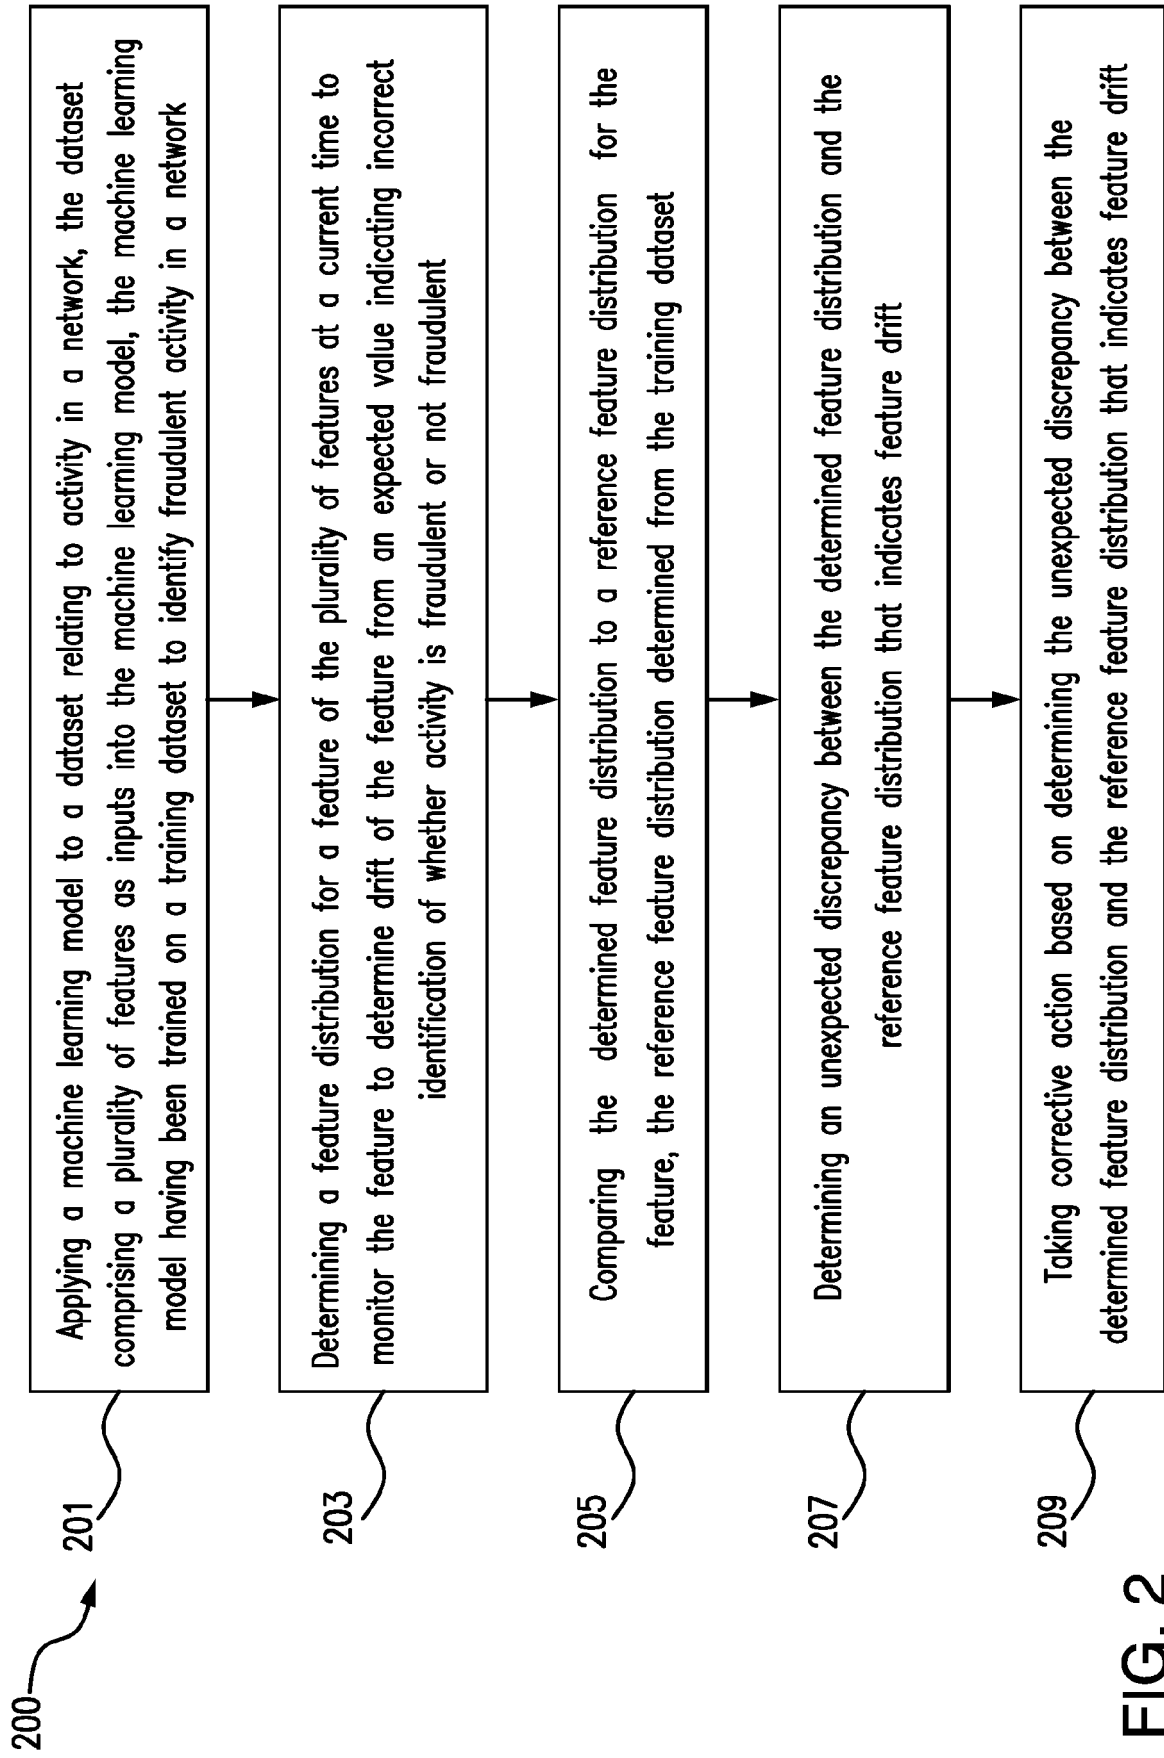 200
201
Applying a machine learning model to a dataset relating to activity in a network, the dataset
comprising a plurality of features as inputs into the machine learning model, the machine learning
model having been trained on a training dataset to identify fraudulent activity in a network
203
Determining a feature distribution for a feature of the plurality of features at a current time to
monitor the feature to determine drift of the feature from an expected value indicating incorrect
identification of whether activity is fraudulent or not fraudulent
205
Comparing the determined feature distribution to a reference feature distribution for the
feature, the reference feature distribution determined from the training dataset
207
Determining an unexpected discrepancy between the determined feature distribution and the
reference feature distribution that indicates feature drift
209
Taking corrective action based on determining the unexpected discrepancy between the
determined feature distribution and the reference feature distribution that indicates feature drift
FIG. 2